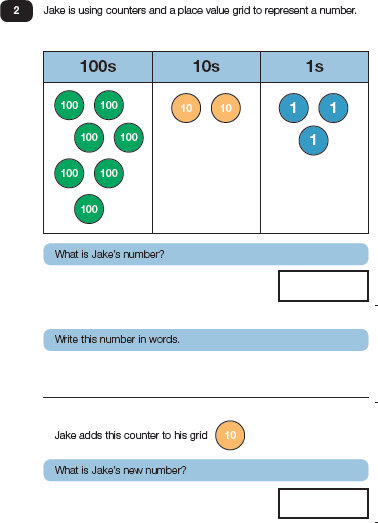 2 Jake is using counters and a place value grid to represent a number.
100s 10s 1s
100 100 10 10 1 1
100 100 1
100 100
100
What is Jake's number?
Write this number in words.
Jake adds this counter to his grid 10
What is Jake's new number?